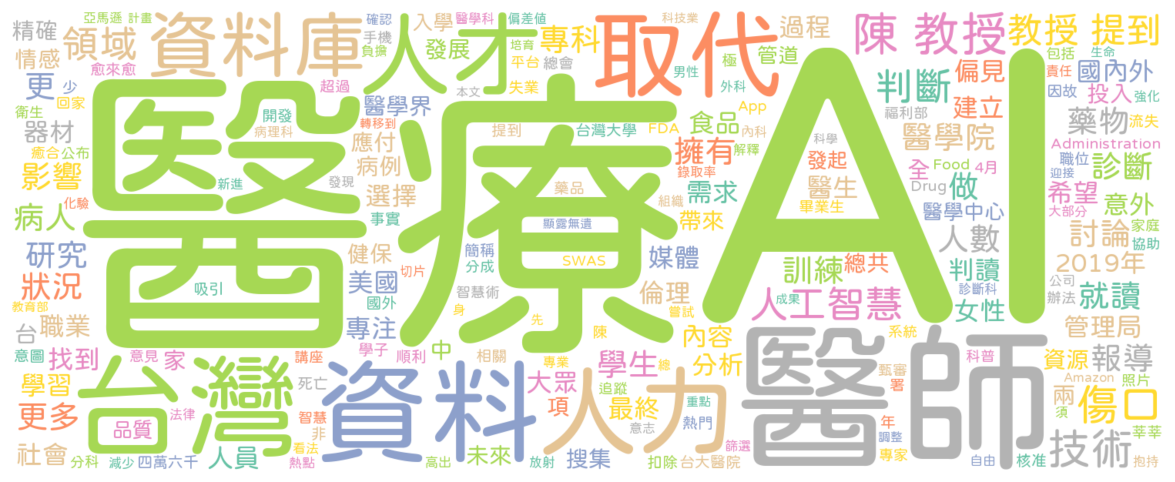 精確
亞馬遜 計畫
確認
入學
醫學科
偏差值
科技業
領域
資料庫
人才
手機
發展
培育
專科
取代
過程
陳 教授
教授 提到
情感
愈來愈
負擔
平台
總會
極
管道
男性
包括
生命
更
少
超過
醫學界
本文
失業
外科
判斷
偏見
責任
國內外
衛生
回家
開發
轉移到
病理科
提到
台灣大學
App
FDA
食品
內科
福利部
建立
因故
投入
強化
器材
癒合
公布
應付
解釋
科學
醫學院
藥物
流失
影響
病例
擁有
錄取率
發起
全
Food
4月
Administration
職位
迎接
診斷
化驗
新進
發現
選擇
藥品
組織
需求
醫生
畢業生
Drug
做
希望
大部分
病人
醫療AI
事實
顯露無遺
帶來
醫學中心
意外
家庭
協助
研究
健保
簡稱
分成
媒體
人數
討論
狀況
吸引
切片
美國
國外
SWAS
智慧術
倫理
訓練
總共
成果
判讀
診斷科
2019年
公司
辦法
就讀
教育部
台
職業
專注
身
先
陳
嘗試
人工智慧
女性
管理局
意圖
找到
意見
家
講座
學子
順利
中
相關
專業
總
學生
內容
系統
科普
資源
報導
學習
台灣
死亡
資料
大眾
追蹤
分析
醫師
甄審
署
Amazon
照片
兩
須
傷口
更多
品質
法律
智慧
非
項
人力
最終
意志
重點
熱門
年
調整
莘莘
社會
分科
減少
四萬六千
人員
看法
熱點
高出
未來
放射
搜集
扣除
篩選
台大醫院
專家
自由
核准
技術
抱持